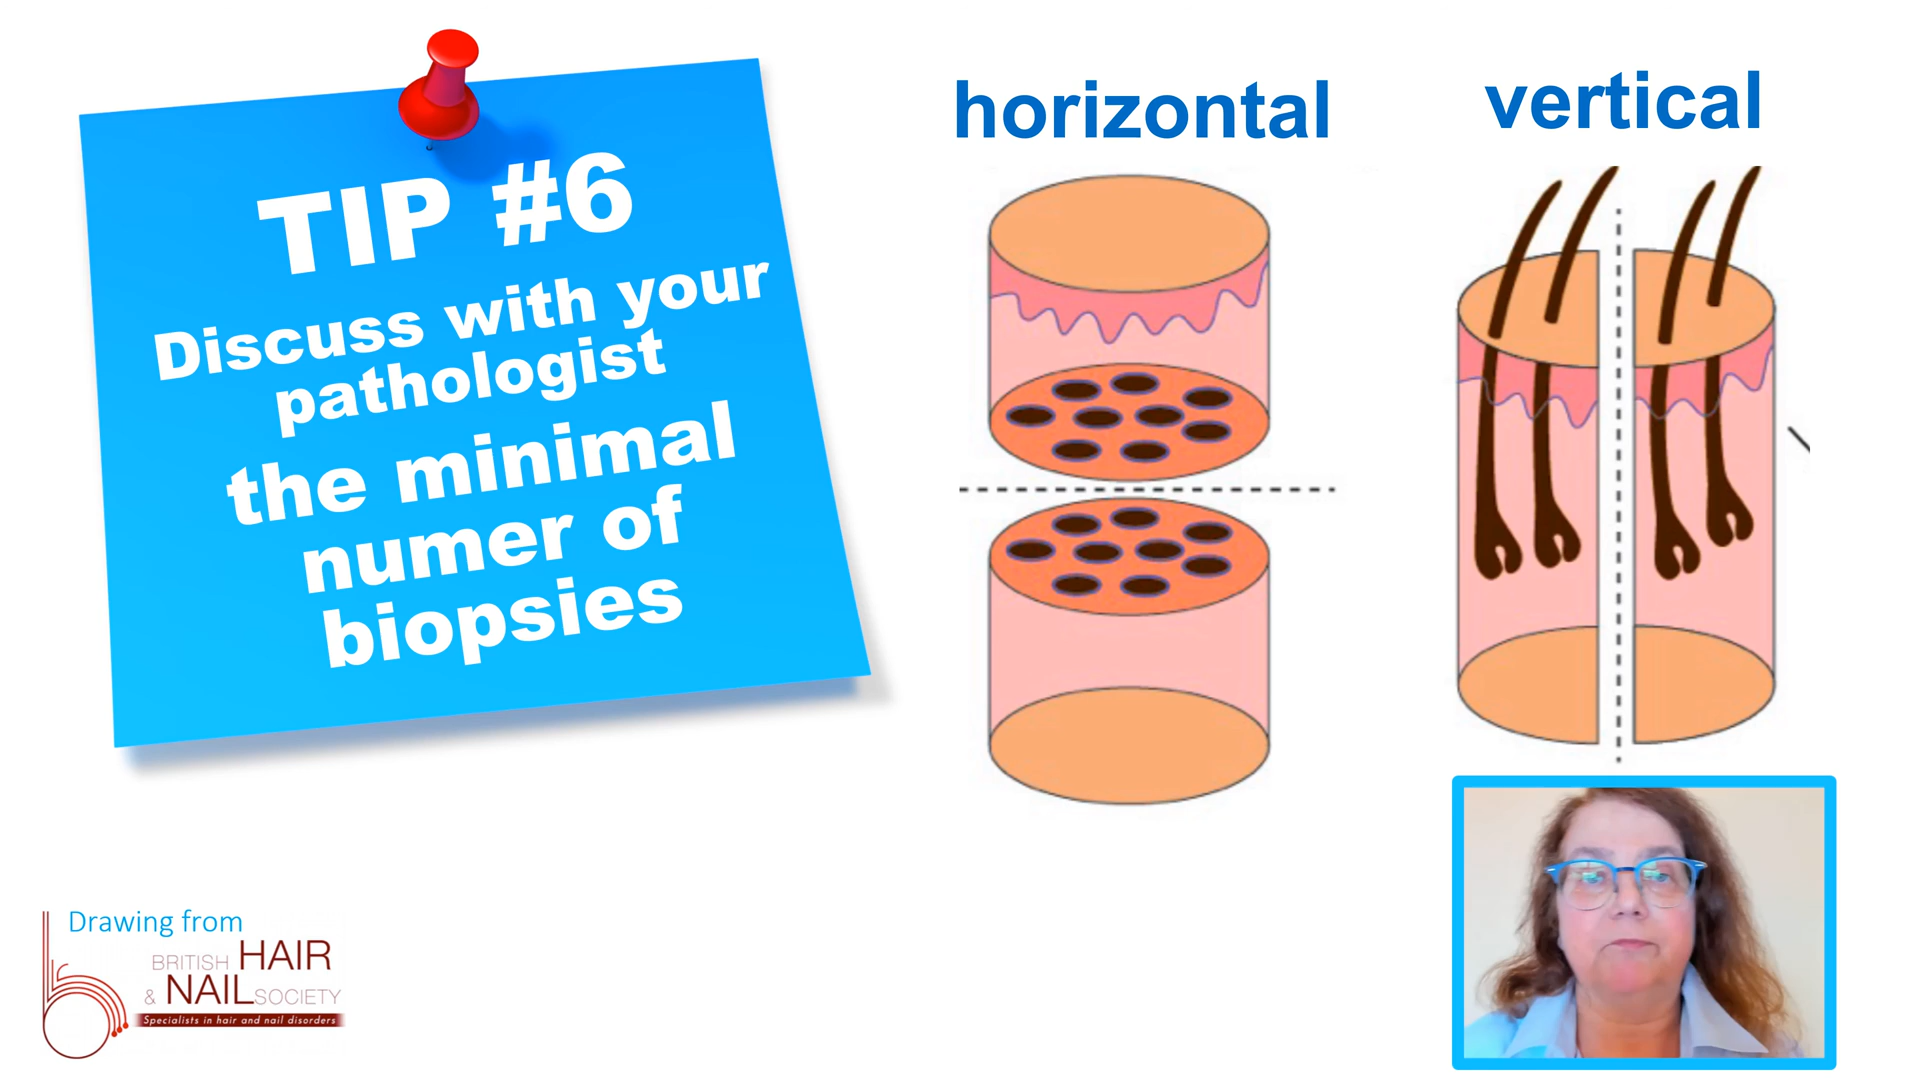 TIP #6
Discuss with your
pathologist
the minimal
numer of
biopsies
horizontal
vertical
Drawing from
BRITISH HAIR
& NAIL SOCIETY
Specialists in hair and nail disorders